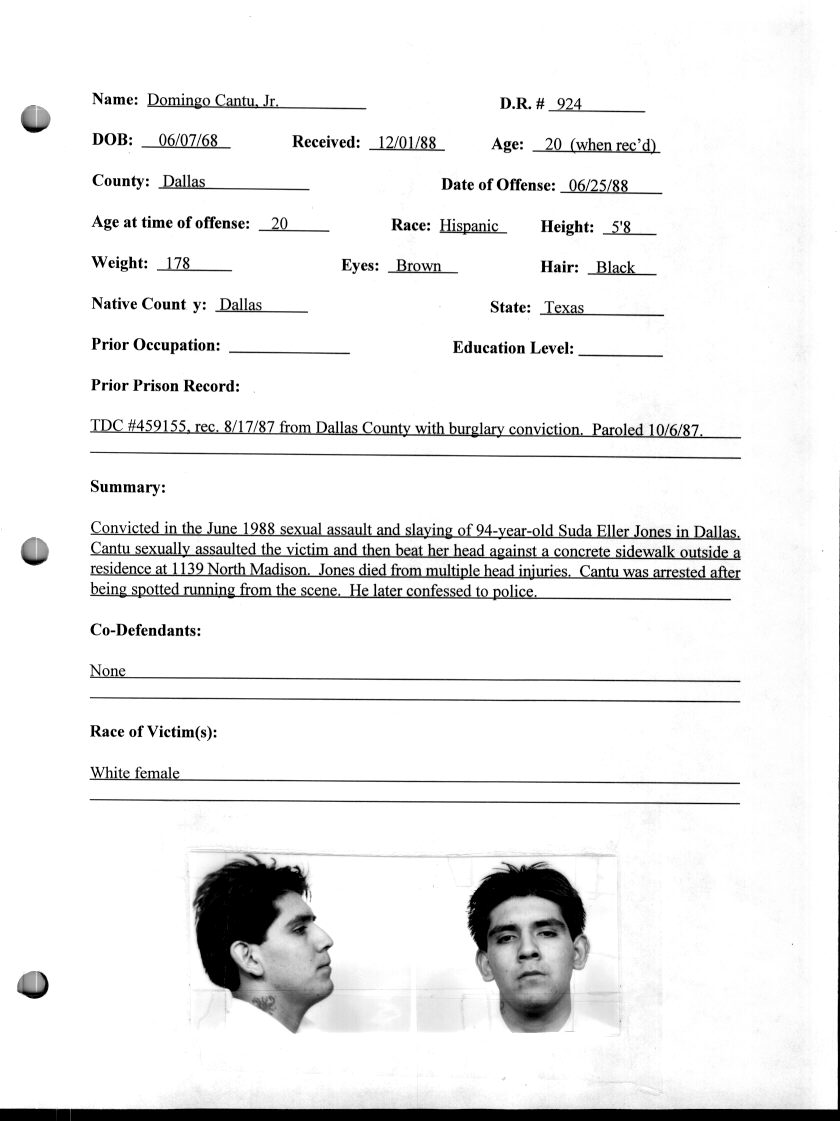 Name: Domingo Cantu, Jr. D.R. # 924
DOB: 06/07/68 Received: 12/01/88 Age: 20 (when rec'd)
County: Dallas Date of Offense: 06/25/88
Age at time of offense: 20 Race: Hispanic Height: 5'8
Weight: 178 Eyes: Brown Hair: Black
Native Count y: Dallas State: Texas
Prior Occupation: Education Level:
Prior Prison Record:
TDC #459155, rec. 8/17/87 from Dallas County with burglary conviction. Paroled 10/6/87.
Summary:
Convicted in the June 1988 sexual assault and slaying of 94-year-old Suda Eller Jones in Dallas.
Cantu sexually assaulted the victim and then beat her head against a concrete sidewalk outside a
residence at 1139 North Madison. Jones died from multiple head injuries. Cantu was arrested after
being spotted running from the scene. He later confessed to police.
Co-Defendants:
None
Race of Victim(s):
White female